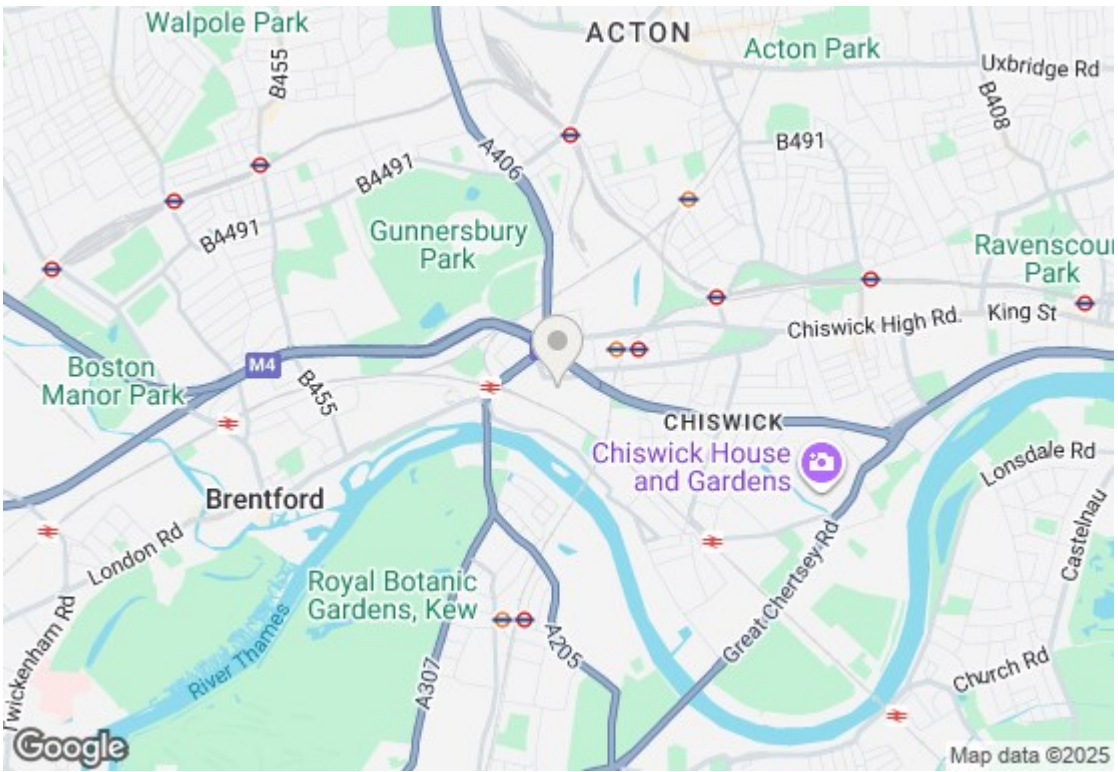 Walpole Park
ACTON
Acton Park
Uxbridge Rd
B455
B408
A406
B491
B4491
B4491
Gunnersbury
Park
Ravenscour
Park
King St
Chiswick High Rd.
Boston
Manor Park
M4
B455
CHISWICK
Chiswick House
and Gardens
Lonsdale Rd
Brentford
Castelnau
London Rd
Royal Botanic
Gardens, Kew
Great Chertsey Rd
River Thames
A205
A307
Twickenham Rd
Church Rd
Google
Map data ©2025